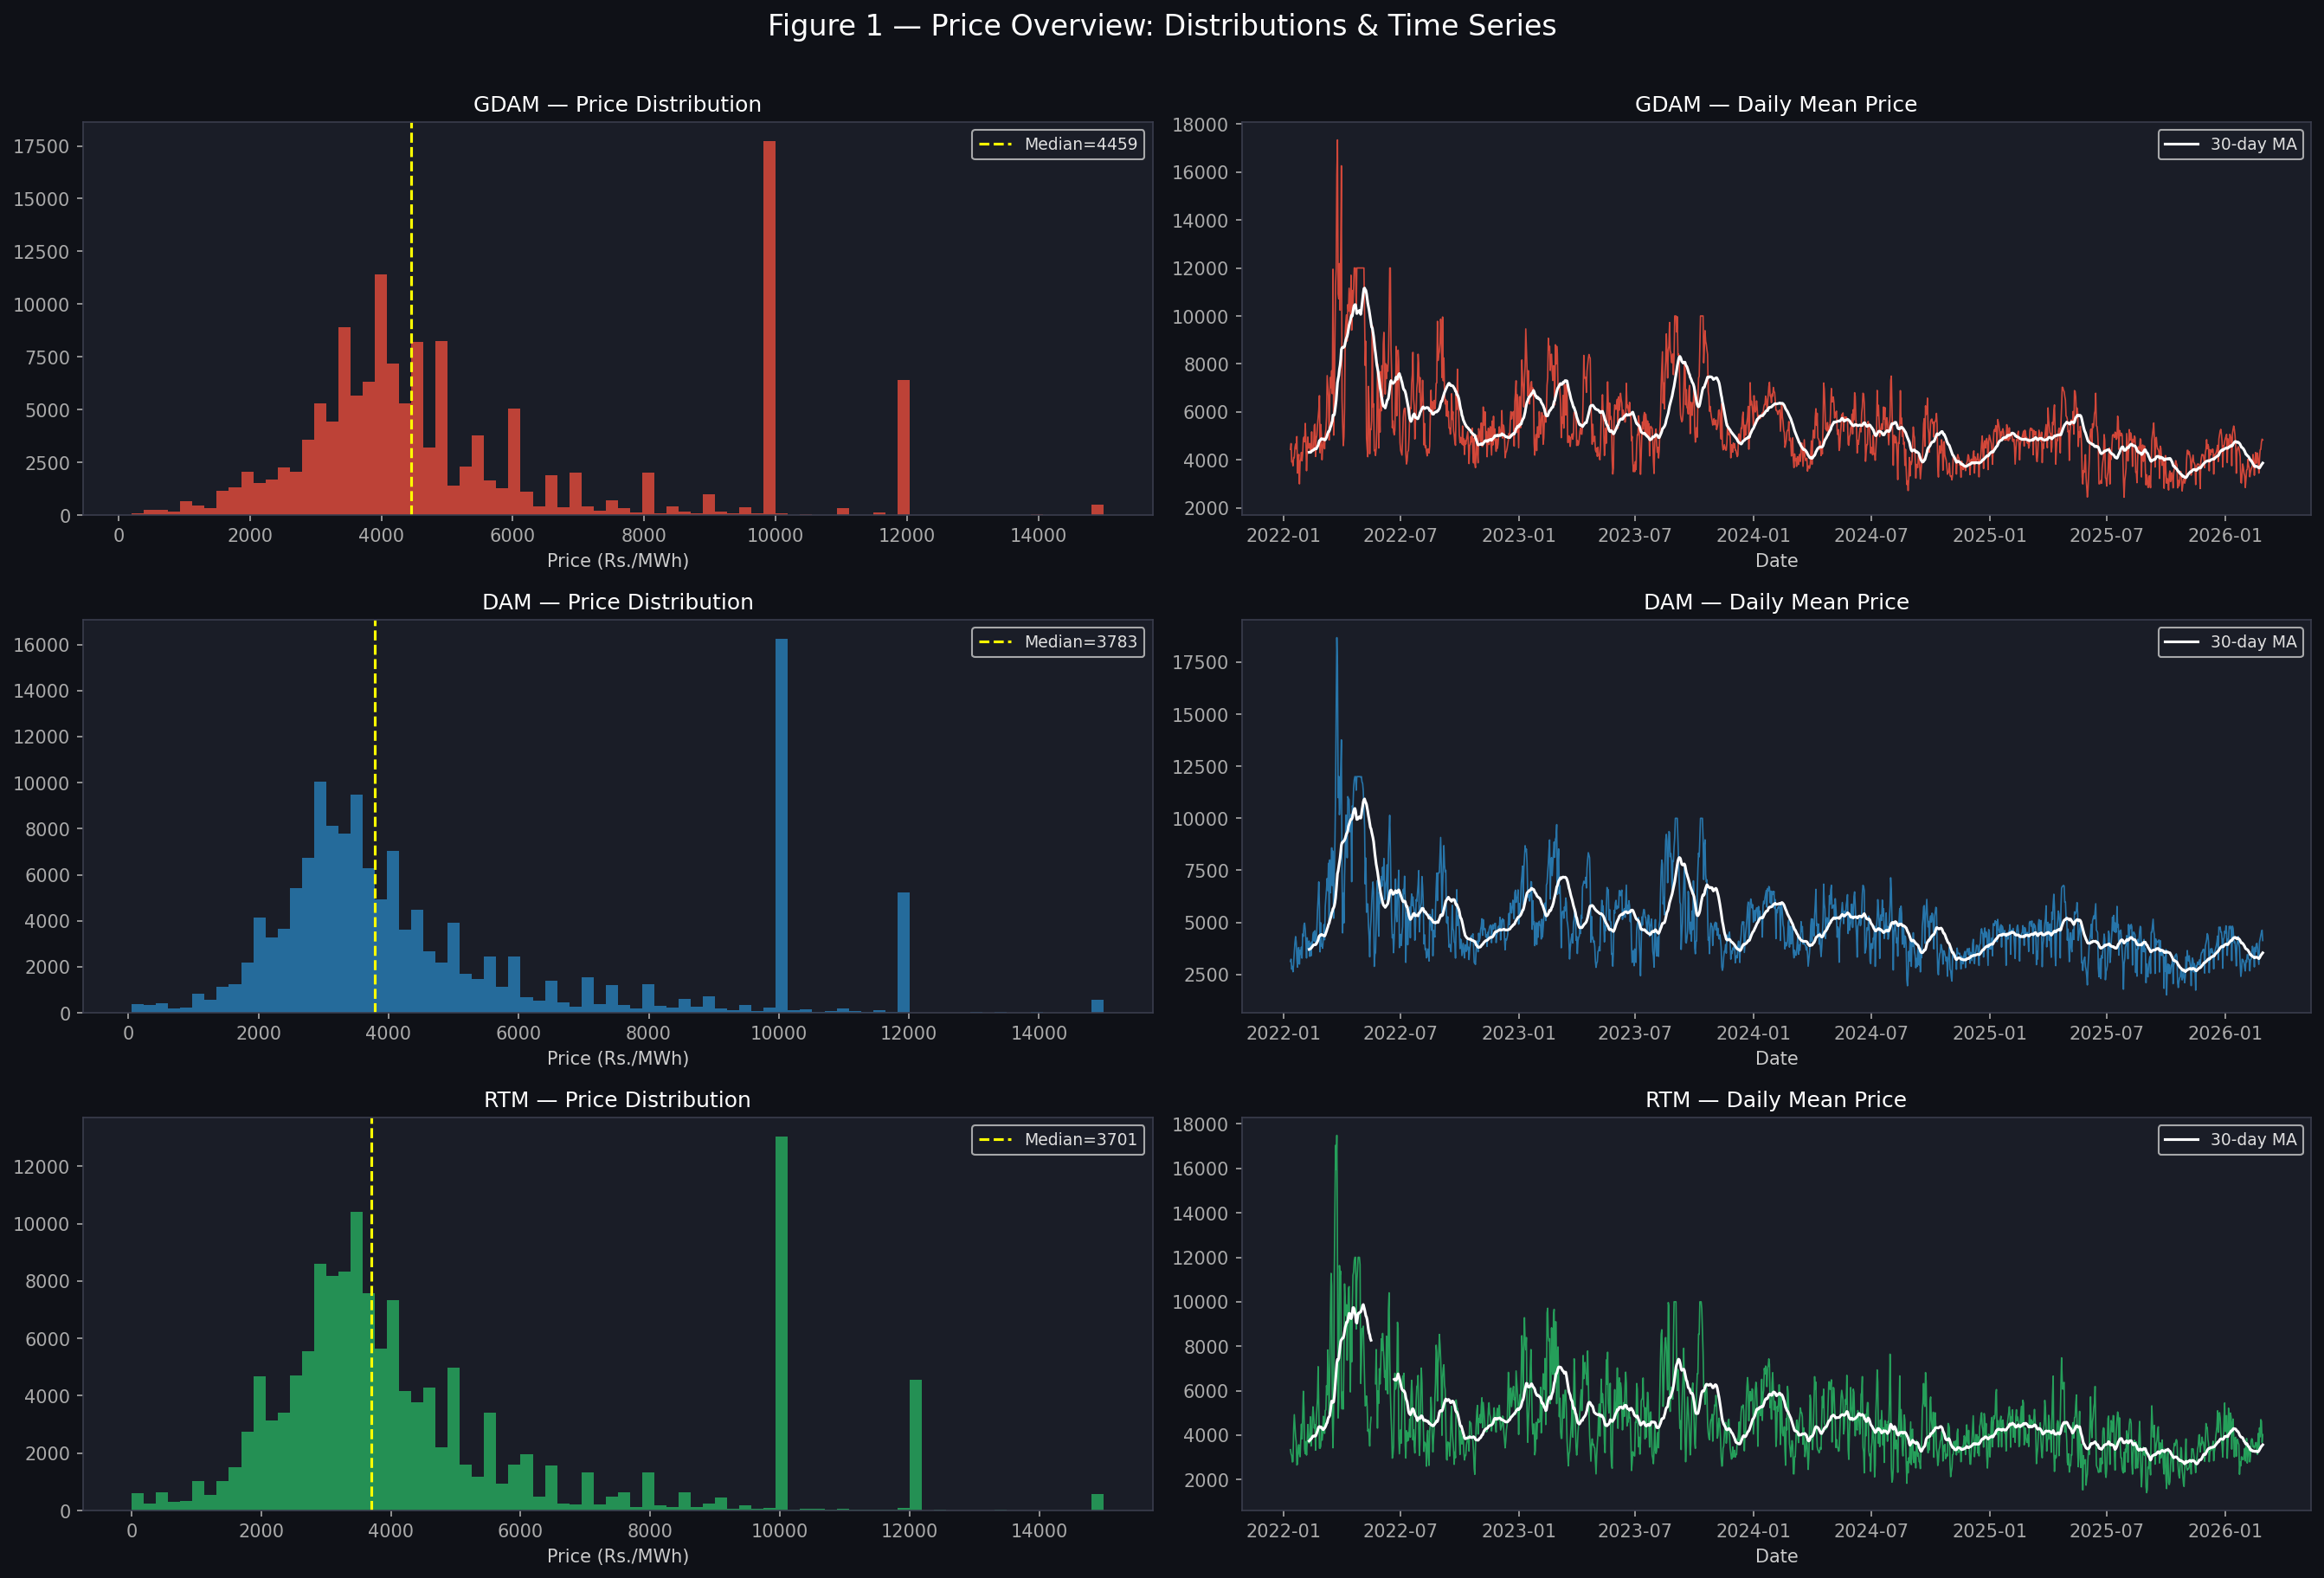 Figure 1 — Price Overview: Distributions & Time Series
GDAM — Price Distribution
Median=4459
17500
15000
12500
10000
7500
5000
2500
0
0 2000 4000 6000 8000 10000 12000 14000
Price (Rs./MWh)
GDAM — Daily Mean Price
30-day MA
18000
16000
14000
12000
10000
8000
6000
4000
2000
2022-01 2022-07 2023-01 2023-07 2024-01 2024-07 2025-01 2025-07 2026-01
Date
DAM — Price Distribution
Median=3783
16000
14000
12000
10000
8000
6000
4000
2000
0
0 2000 4000 6000 8000 10000 12000 14000
Price (Rs./MWh)
DAM — Daily Mean Price
30-day MA
17500
15000
12500
10000
7500
5000
2500
2022-01 2022-07 2023-01 2023-07 2024-01 2024-07 2025-01 2025-07 2026-01
Date
RTM — Price Distribution
Median=3701
12000
10000
8000
6000
4000
2000
0
0 2000 4000 6000 8000 10000 12000 14000
Price (Rs./MWh)
RTM — Daily Mean Price
30-day MA
18000
16000
14000
12000
10000
8000
6000
4000
2000
2022-01 2022-07 2023-01 2023-07 2024-01 2024-07 2025-01 2025-07 2026-01
Date